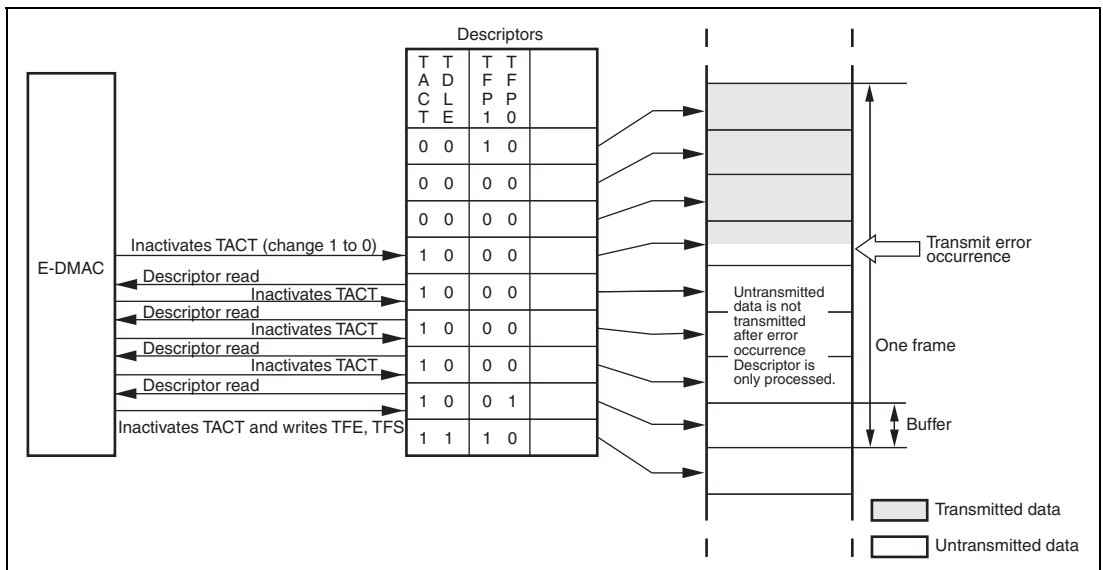 Descriptors
T T T T
A D F F
C L P P
T E 1 0
0 0 1 0
0 0 0 0
0 0 0 0
1 0 0 0
1 0 0 0
1 0 0 0
1 0 0 0
1 0 0 1
1 1 1 0
E-DMAC
Inactivates TACT (change 1 to 0)
Descriptor read
Inactivates TACT
Descriptor read
Inactivates TACT
Descriptor read
Inactivates TACT
Descriptor read
Inactivates TACT and writes TFE, TFS
Untransmitted
data is not
transmitted
after error
occurrence
Descriptor is
only processed.
Transmit error
occurrence
One frame
Buffer
Transmitted data
Untransmitted data